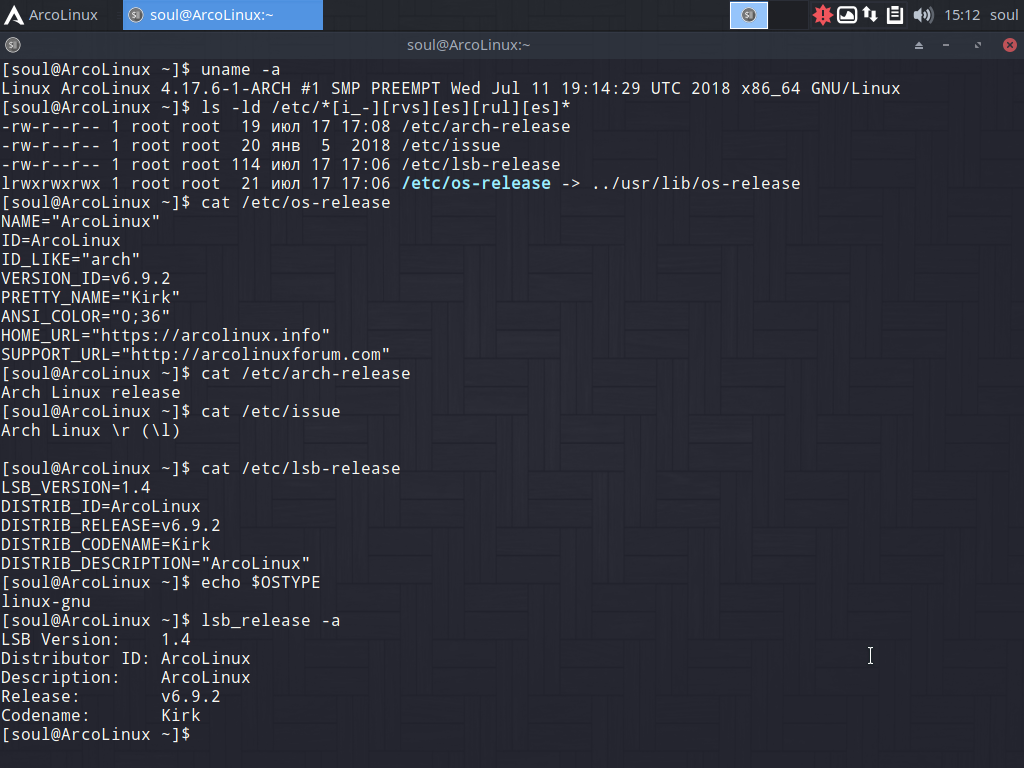 ArcoLinux soul@ArcoLinux:~ 15:12 soul
soul@ArcoLinux:~
[soul@ArcoLinux ~]$ uname -a
Linux ArcoLinux 4.17.6-1-ARCH #1 SMP PREEMPT Wed Jul 11 19:14:29 UTC 2018 x86_64 GNU/Linux
[soul@ArcoLinux ~]$ ls -ld /etc/*[i_-][rvs][es][rul][es]*
-rw-r--r-- 1 root root  19 июл 17 17:08 /etc/arch-release
-rw-r--r-- 1 root root  20 янв  5  2018 /etc/issue
-rw-r--r-- 1 root root 114 июл 17 17:06 /etc/lsb-release
lrwxrwxrwx 1 root root  21 июл 17 17:06 /etc/os-release -> ../usr/lib/os-release
[soul@ArcoLinux ~]$ cat /etc/os-release
NAME="ArcoLinux"
ID=ArcoLinux
ID_LIKE="arch"
VERSION_ID=v6.9.2
PRETTY_NAME="Kirk"
ANSI_COLOR="0;36"
HOME_URL="https://arcolinux.info"
SUPPORT_URL="http://arcolinuxforum.com"
[soul@ArcoLinux ~]$ cat /etc/arch-release
Arch Linux release
[soul@ArcoLinux ~]$ cat /etc/issue
Arch Linux \r (\l)
[soul@ArcoLinux ~]$ cat /etc/lsb-release
LSB_VERSION=1.4
DISTRIB_ID=ArcoLinux
DISTRIB_RELEASE=v6.9.2
DISTRIB_CODENAME=Kirk
DISTRIB_DESCRIPTION="ArcoLinux"
[soul@ArcoLinux ~]$ echo $OSTYPE
linux-gnu
[soul@ArcoLinux ~]$ lsb_release -a
LSB Version:    1.4
Distributor ID: ArcoLinux
Description:    ArcoLinux
Release:        v6.9.2
Codename:       Kirk
[soul@ArcoLinux ~]$